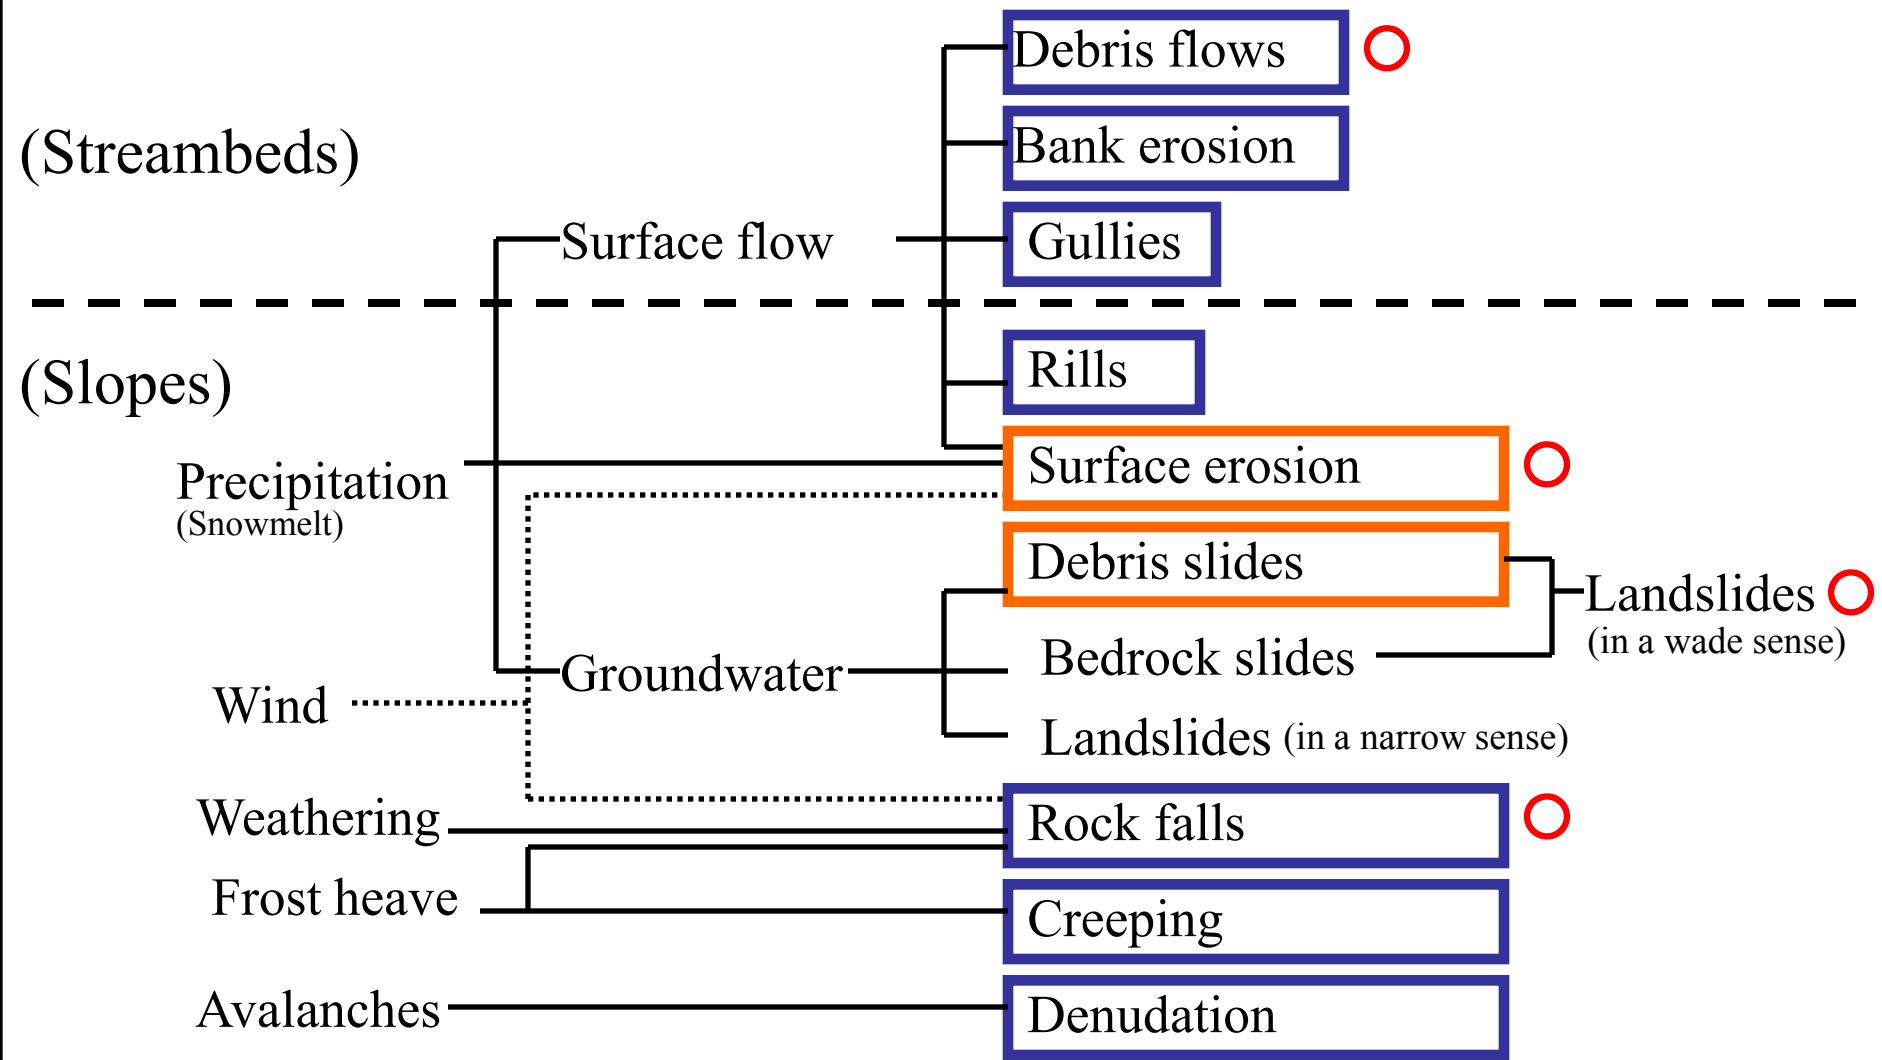 Debris flows
(Streambeds)
Bank erosion
Surface flow
Gullies
(Slopes)
Rills
Precipitation
(Snowmelt)
Surface erosion
Debris slides
Landslides
(in a wade sense)
Bedrock slides
Groundwater
Wind
Landslides (in a narrow sense)
Weathering
Rock falls
Frost heave
Creeping
Avalanches
Denudation